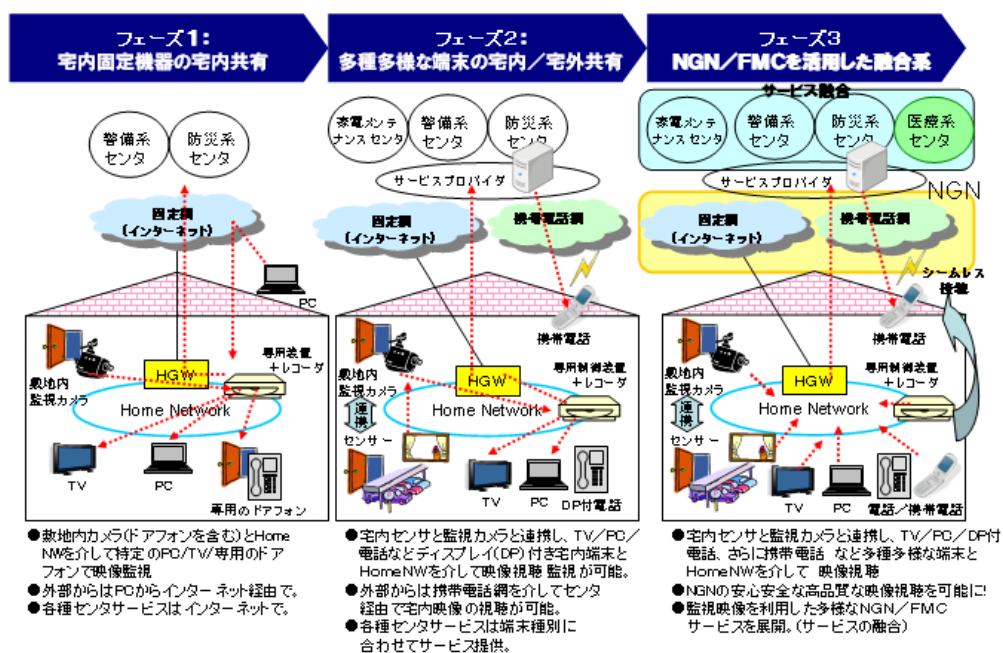 フェーズ1：
宅内固定機器の宅内共有
警備系
センタ
防災系
センタ
固定網
（インターネット）
PC
敷地内
監視カメラ
HGW
専用装置
＋レコーダ
Home Network
TV
PC
専用のドアフォン
●敷地内カメラ(ドアフォンを含む)とHome
NWを介して特定のPC/TV/専用のドア
フォンで映像監視
●外部からはPCからインターネット経由で。
●各種センタサービスはインターネットで。
フェーズ2：
多種多様な端末の宅内／宅外共有
家電メンテ
ナンスセンタ
警備系
センタ
防災系
センタ
サービスプロバイダ
固定網
（インターネット）
携帯電話網
携帯電話
敷地内
監視カメラ
連携
センサー
HGW
専用制御装置
＋レコーダ
Home Network
TV
PC
DP付電話
●宅内センサと監視カメラと連携し、TV/PC/
電話などディスプレイ(DP)付き宅内端末と
HomeNWを介して映像視聴 監視が可能。
●外部からは携帯電話網を介してセンタ
経由で宅内映像の視聴が可能。
●各種センタサービスは端末種別に
合わせてサービス提供。
フェーズ3
NGN／FMCを活用した融合系
サービス融合
家電メンテ
ナンスセンタ
警備系
センタ
防災系
センタ
医療系
センタ
サービスプロバイダ
NGN
固定網
（インターネット）
携帯電話網
シームレス
接続
携帯電話
敷地内
監視カメラ
連携
センサー
HGW
専用制御装置
＋レコーダ
Home Network
TV
PC
電話／携帯電話
●宅内センサと監視カメラと連携し、TV/PC/DP付
電話、さらに携帯電話 など多種多様な端末と
HomeNWを介して 映像視聴
●NGNの安心安全な高品質な映像視聴を可能に!
●監視映像を利用した多様なNGN／FMC
サービスを展開。(サービスの融合)